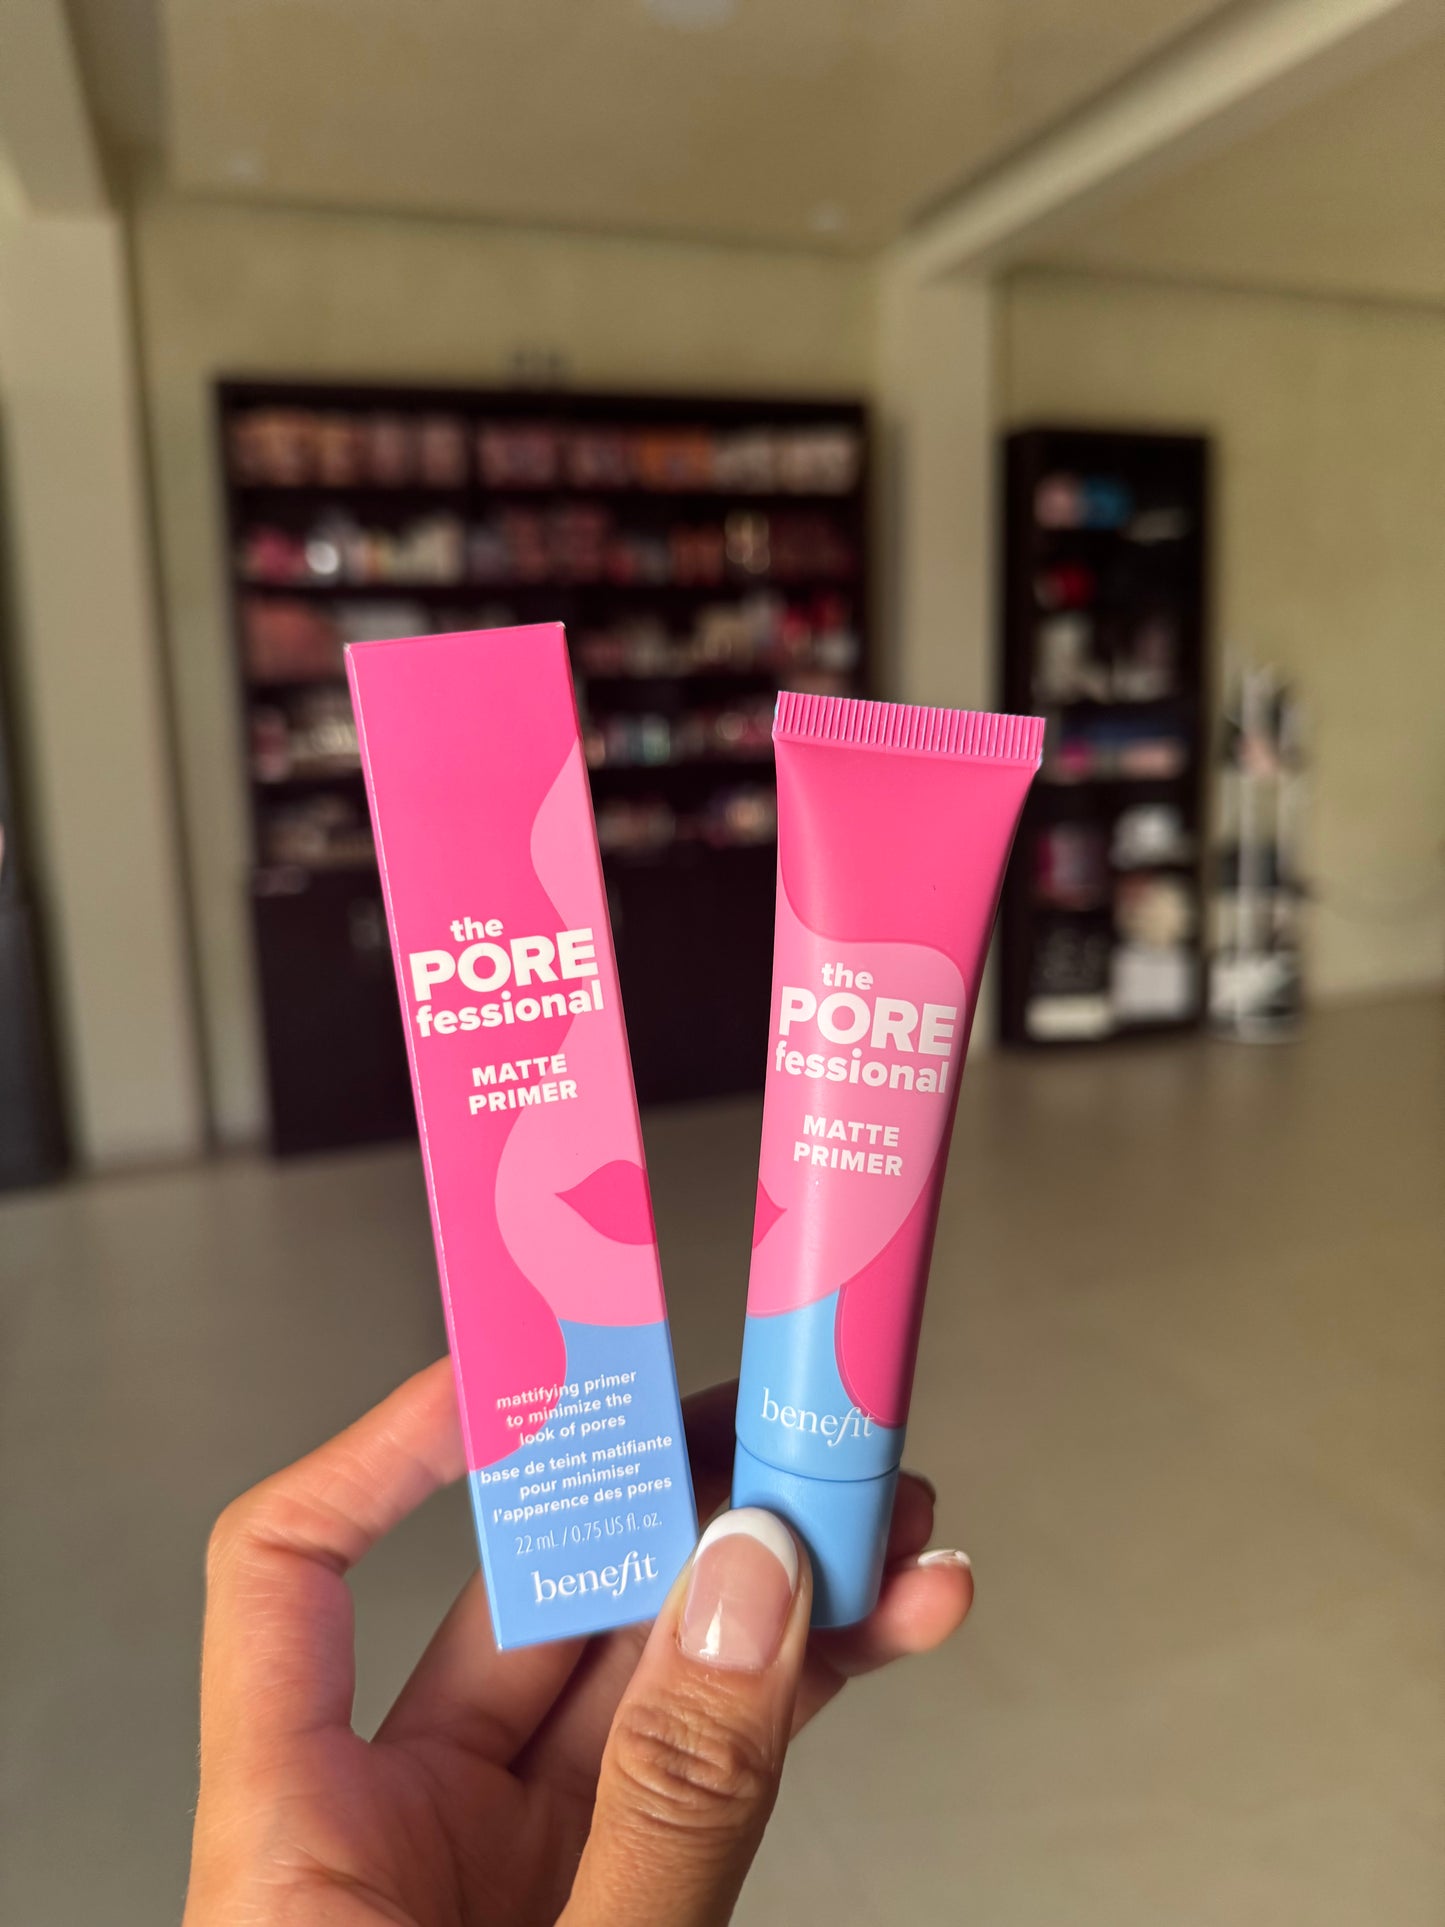 the
PORE
fessional
MATTE
PRIMER
mattifying primer
to minimize the
look of pores
base de teint matifiante
pour minimiser
l'apparence des pores
22 mL / 0.75 US fl. oz.
benefit
the
PORE
fessional
MATTE
PRIMER
benefit